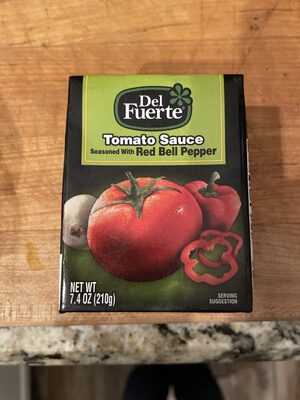 Del
Fuerte
Tomato Sauce
Seasoned With Red Bell Pepper
NET WT
7.4 OZ (210g)
SERVING
SUGGESTION